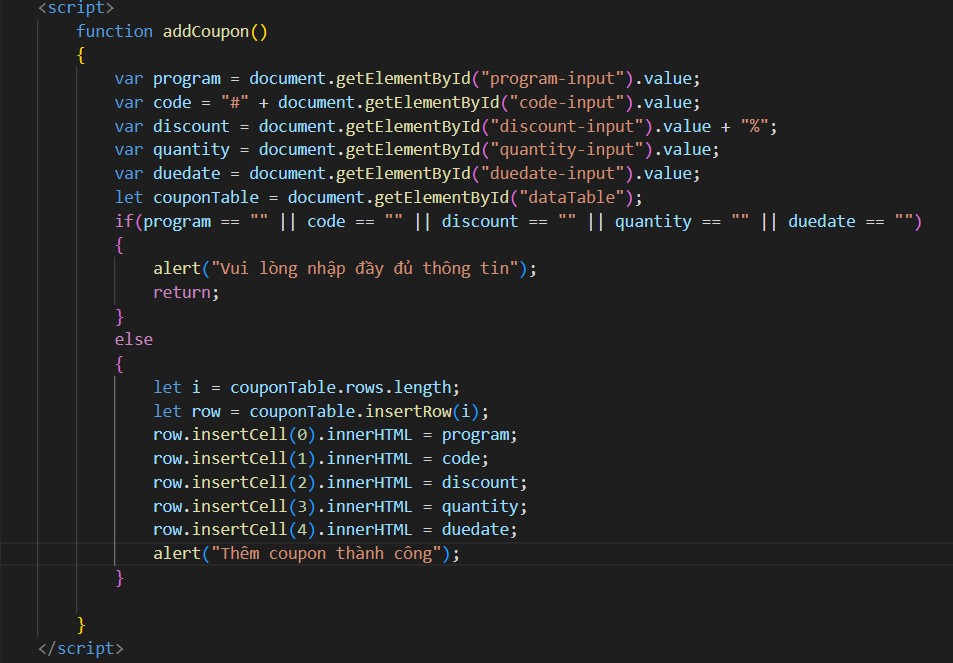 <script>
function addCoupon()
{
var program = document.getElementById("program-input").value;
var code = "#" + document.getElementById("code-input").value;
var discount = document.getElementById("discount-input").value + "%";
var quantity = document.getElementById("quantity-input").value;
var duedate = document.getElementById("duedate-input").value;
let couponTable = document.getElementById("dataTable");
if(program == "" || code == "" || discount == "" || quantity == "" || duedate == "")
{
alert("Vui lòng nhập đầy đủ thông tin");
return;
}
else
{
let i = couponTable.rows.length;
let row = couponTable.insertRow(i);
row.insertCell(0).innerHTML = program;
row.insertCell(1).innerHTML = code;
row.insertCell(2).innerHTML = discount;
row.insertCell(3).innerHTML = quantity;
row.insertCell(4).innerHTML = duedate;
alert("Thêm coupon thành công");
}
}
</script>